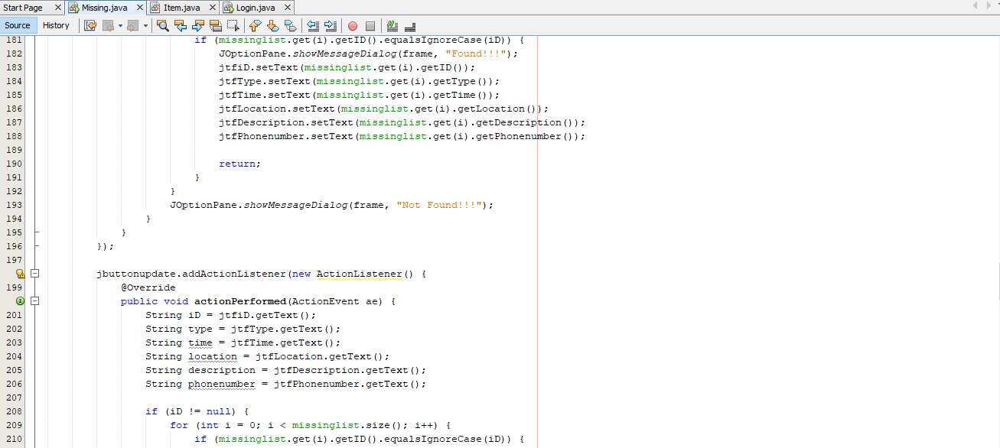 Start Page Missing.java Item.java Login.java
Source History
181 if (missinglist.get(i).getID().equalsIgnoreCase(iD)) {
182 JOptionPane.showMessageDialog(frame, "Found!!!");
183 jtfiD.setText(missinglist.get(i).getID());
184 jtfType.setText(missinglist.get(i).getType());
185 jtfTime.setText(missinglist.get(i).getTime());
186 jtfLocation.setText(missinglist.get(i).getLocation());
187 jtfDescription.setText(missinglist.get(i).getDescription());
188 jtfPhonenumber.setText(missinglist.get(i).getPhonenumber());
189
190 return;
191 }
192 }
193 JOptionPane.showMessageDialog(frame, "Not Found!!!");
194 }
195 }
196 });
197
jbuttonupdate.addActionListener(new ActionListener() {
199 @Override
public void actionPerformed(ActionEvent ae) {
201 String iD = jtfiD.getText();
202 String type = jtfType.getText();
203 String time = jtfTime.getText();
204 String location = jtfLocation.getText();
205 String description = jtfDescription.getText();
206 String phonenumber = jtfPhonenumber.getText();
207
208 if (iD != null) {
209 for (int i = 0; i < missinglist.size(); i++) {
210 if (missinglist.get(i).getID().equalsIgnoreCase(iD)) {